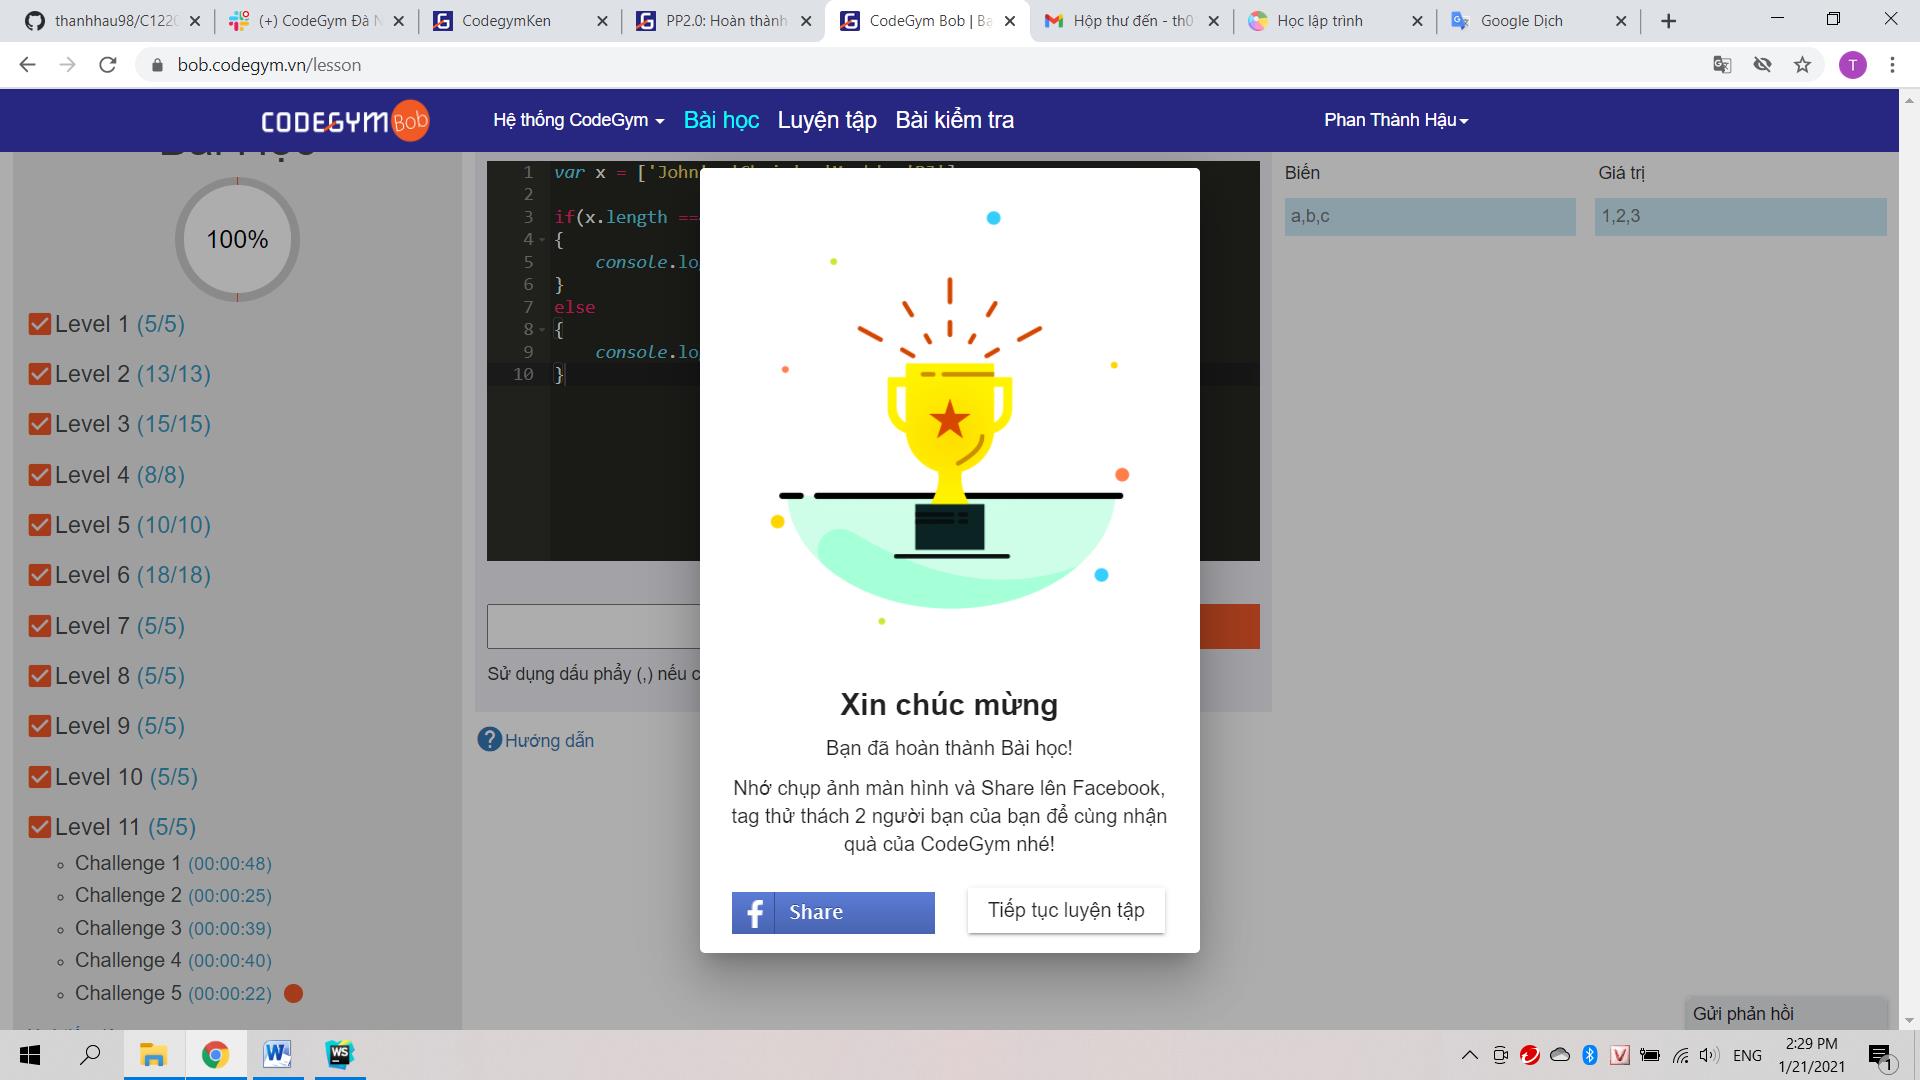 thanhhau98/C122
(+) CodeGym Đà N
CodegymKen
PP2.0: Hoàn thành
CodeGym Bob | Ba
Hộp thư đến - th0
Học lập trình
Google Dịch
bob.codegym.vn/lesson
T
CODEGYM Bob
Hệ thống CodeGym
Bài học
Luyện tập
Bài kiểm tra
Phan Thành Hậu
100%
Level 1 (5/5)
Level 2 (13/13)
Level 3 (15/15)
Level 4 (8/8)
Level 5 (10/10)
Level 6 (18/18)
Level 7 (5/5)
Level 8 (5/5)
Level 9 (5/5)
Level 10 (5/5)
Level 11 (5/5)
Challenge 1 (00:00:48)
Challenge 2 (00:00:25)
Challenge 3 (00:00:39)
Challenge 4 (00:00:40)
Challenge 5 (00:00:22)
1 var x = ['John
2
3 if(x.length ==
4 {
5 console.lo
6 }
7 else
8 {
9 console.lo
10 }
Sử dụng dấu phẩy (,) nếu c
Hướng dẫn
Biến
Giá trị
a,b,c
1,2,3
Xin chúc mừng
Bạn đã hoàn thành Bài học!
Nhớ chụp ảnh màn hình và Share lên Facebook,
tag thử thách 2 người bạn của bạn để cùng nhận
quà của CodeGym nhé!
f Share
Tiếp tục luyện tập
Gửi phản hồi
W
WS
V
ENG
2:29 PM
1/21/2021
1